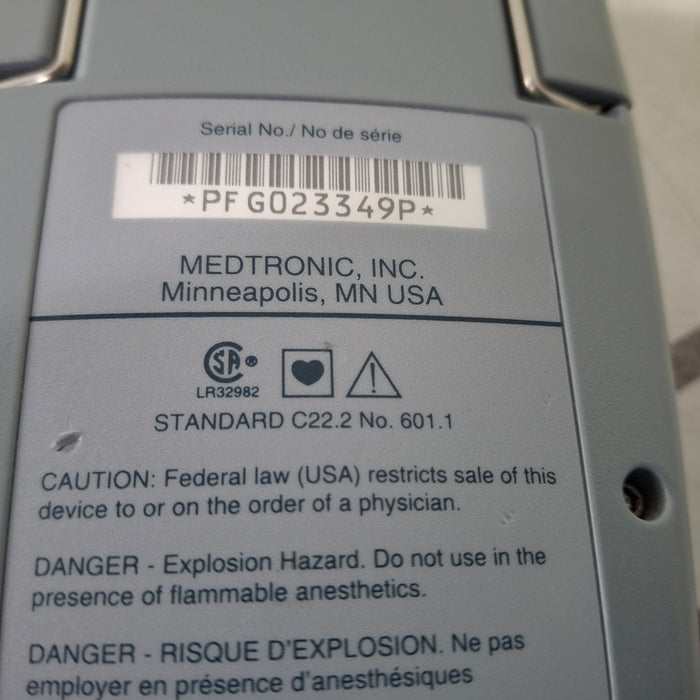 Serial No./ No de série
*PFG023349P*
MEDTRONIC, INC.
Minneapolis, MN USA
SA ®
LR32982
STANDARD C22.2 No. 601.1
CAUTION: Federal law (USA) restricts sale of this
device to or on the order of a physician.
DANGER - Explosion Hazard. Do not use in the
presence of flammable anesthetics.
DANGER - RISQUE D'EXPLOSION. Ne pas
employer en présence d'anesthésiques